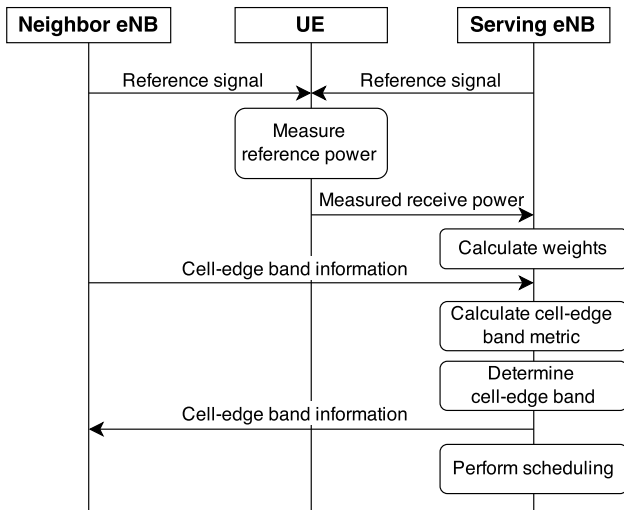 Neighbor eNB
UE
Serving eNB
Reference signal
Reference signal
Measure
reference power
Measured receive power
Calculate weights
Cell-edge band information
Calculate cell-edge
band metric
Determine
cell-edge band
Cell-edge band information
Perform scheduling